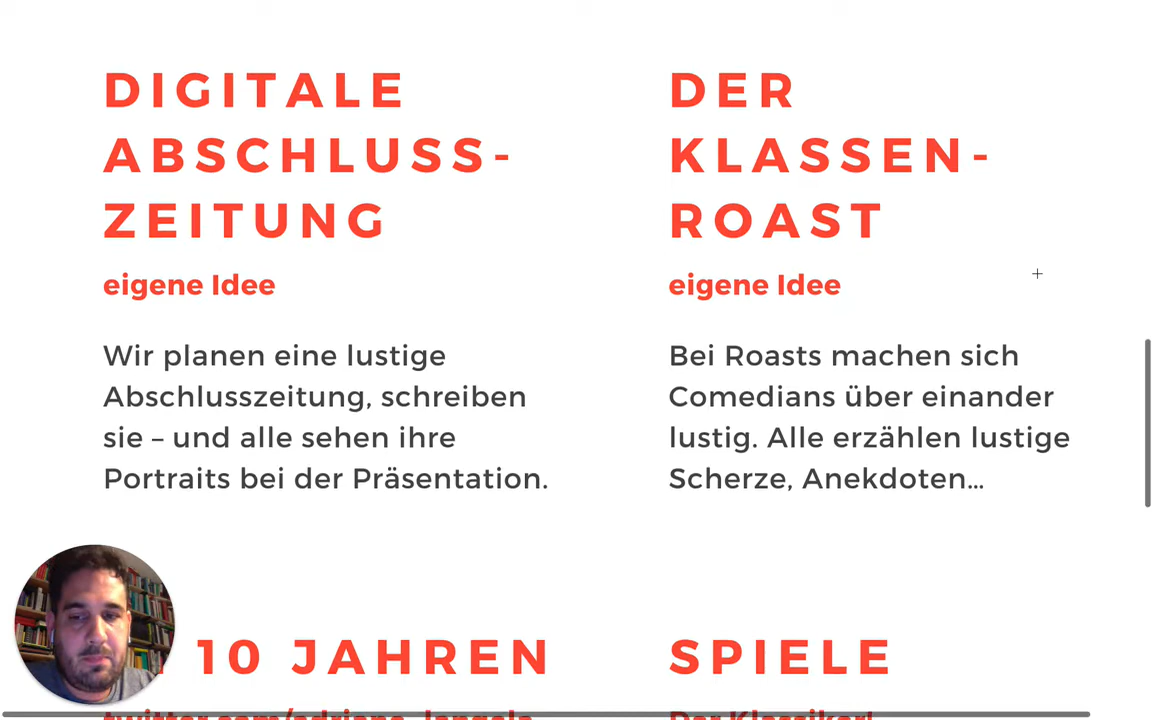 DIGITALE
ABSCHLUSS-
ZEITUNG
eigene Idee
Wir planen eine lustige
Abschlusszeitung, schreiben
sie – und alle sehen ihre
Portraits bei der Präsentation.
DER
KLASSEN-
ROAST
eigene Idee
Bei Roasts machen sich
Comedians über einander
lustig. Alle erzählen lustige
Scherze, Anekdoten…
10 JAHREN
SPIELE
Der Klassiker!